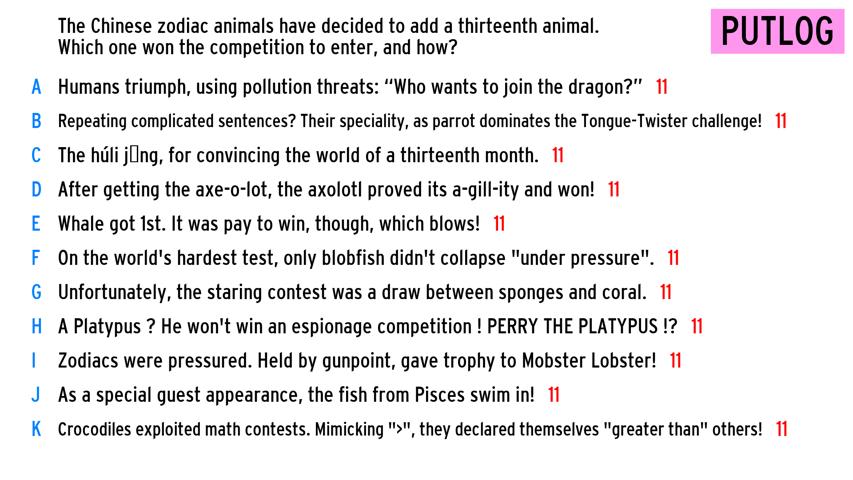 The Chinese zodiac animals have decided to add a thirteenth animal.
Which one won the competition to enter, and how?
PUTLOG
A Humans triumph, using pollution threats: “Who wants to join the dragon?” 11
B Repeating complicated sentences? Their speciality, as parrot dominates the Tongue-Twister challenge! 11
C The húli j▯ng, for convincing the world of a thirteenth month. 11
D After getting the axe-o-lot, the axolotl proved its a-gill-ity and won! 11
E Whale got 1st. It was pay to win, though, which blows! 11
F On the world's hardest test, only blobfish didn't collapse "under pressure". 11
G Unfortunately, the staring contest was a draw between sponges and coral. 11
H A Platypus ? He won't win an espionage competition ! PERRY THE PLATYPUS !? 11
I Zodiacs were pressured. Held by gunpoint, gave trophy to Mobster Lobster! 11
J As a special guest appearance, the fish from Pisces swim in! 11
K Crocodiles exploited math contests. Mimicking ">", they declared themselves "greater than" others! 11